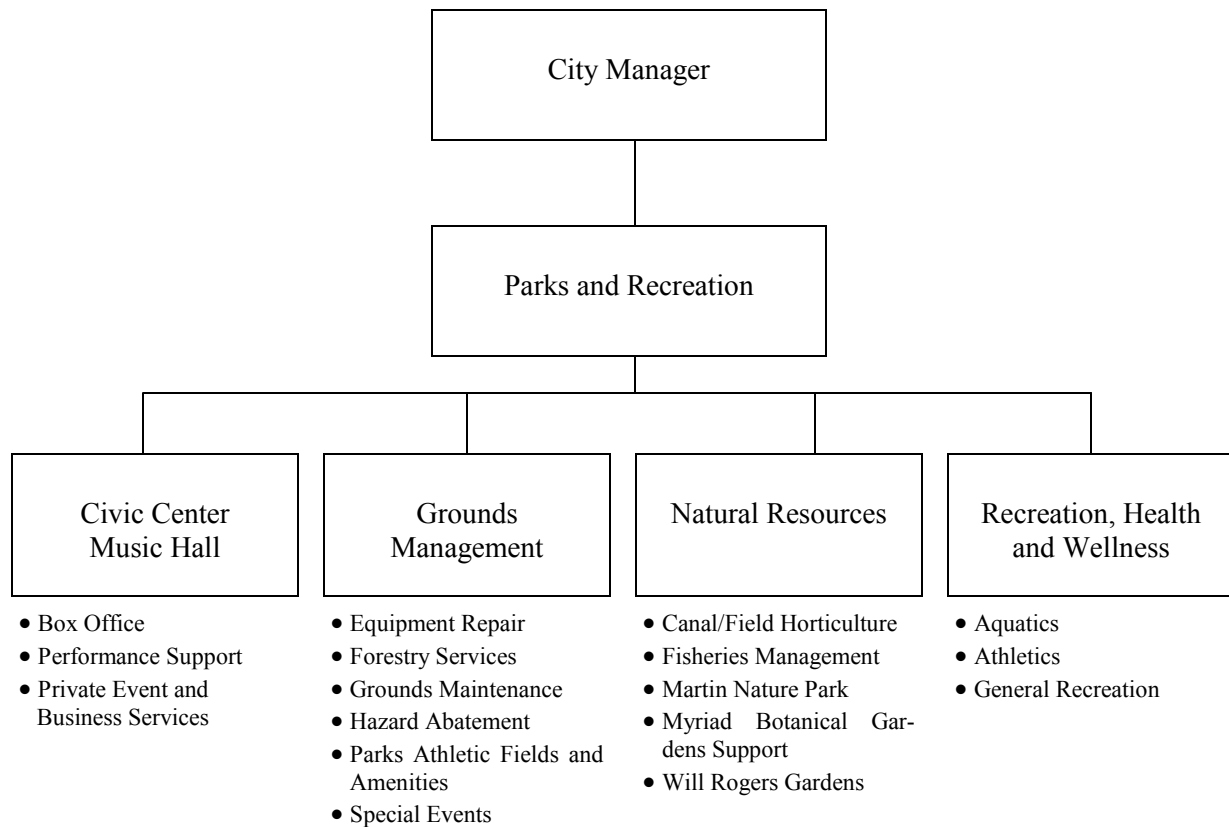 City Manager
Parks and Recreation
Civic Center
Music Hall
• Box Office
• Performance Support
• Private Event and
Business Services
Grounds
Management
• Equipment Repair
• Forestry Services
• Grounds Maintenance
• Hazard Abatement
• Parks Athletic Fields and
Amenities
• Special Events
Natural Resources
• Canal/Field Horticulture
• Fisheries Management
• Martin Nature Park
• Myriad Botanical Gar-
dens Support
• Will Rogers Gardens
Recreation, Health
and Wellness
• Aquatics
• Athletics
• General Recreation